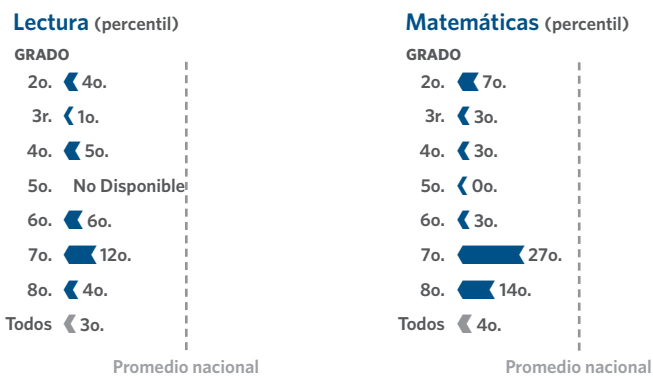 Lectura (percentil)
GRADO
2o. 4o.
3r. 1o.
4o. 5o.
5o. No Disponible
6o. 6o.
7o. 12o.
8o. 4o.
Todos 3o.
Promedio nacional
Matemáticas (percentil)
GRADO
2o. 7o.
3r. 3o.
4o. 3o.
5o. 0o.
6o. 3o.
7o. 27o.
8o. 14o.
Todos 4o.
Promedio nacional